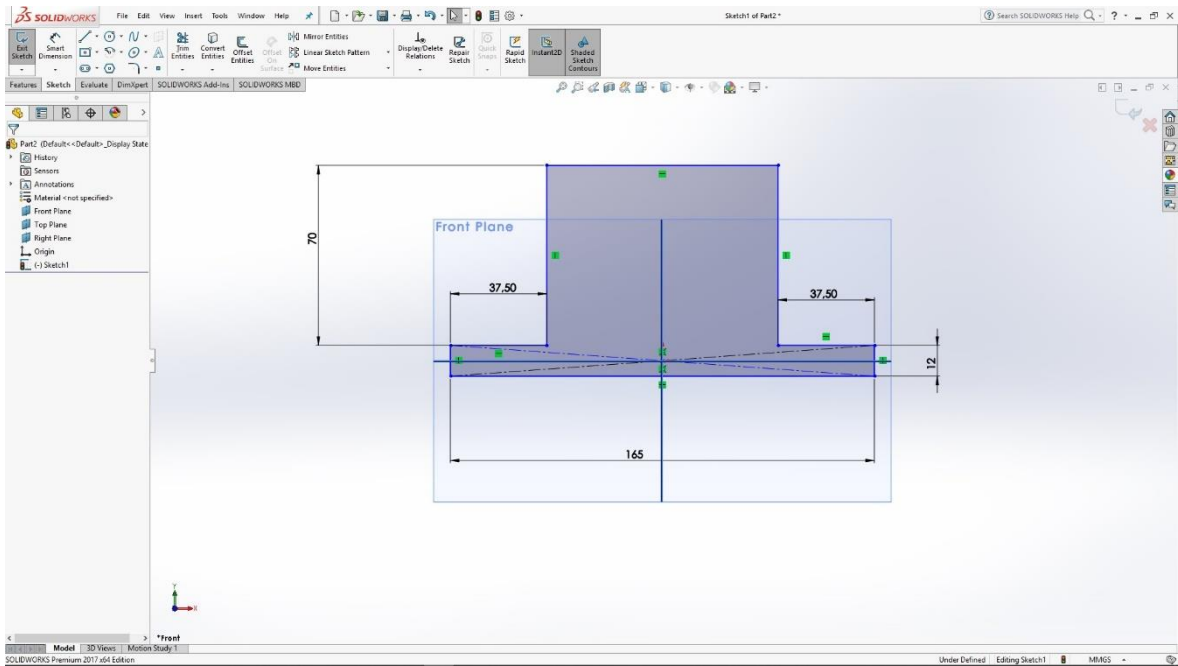 SOLIDWORKS File Edit View Insert Tools Window Help Sketch1 of Part2 * Search SOLIDWORKS Help
Exit Sketch
Smart Dimension
Trim Entities
Convert Entities
Offset Entities
Offset On Surface
Mirror Entities
Linear Sketch Pattern
Move Entities
Display/Delete Relations
Repair Sketch
Quick Snaps
Rapid Sketch
Instant2D
Shaded Sketch Contours
Features Sketch Evaluate DimXpert SOLIDWORKS Add-Ins SOLIDWORKS MBD
Part2 (Default<<Default>_Display State
History
Sensors
Annotations
Material <not specified>
Front Plane
Top Plane
Right Plane
Origin
(-) Sketch1
Front Plane
70
37,50
37,50
12
165
Y
X
*Front
Model 3D Views Motion Study 1
SOLIDWORKS Premium 2017 x64 Edition Under Defined Editing Sketch1 MMGS